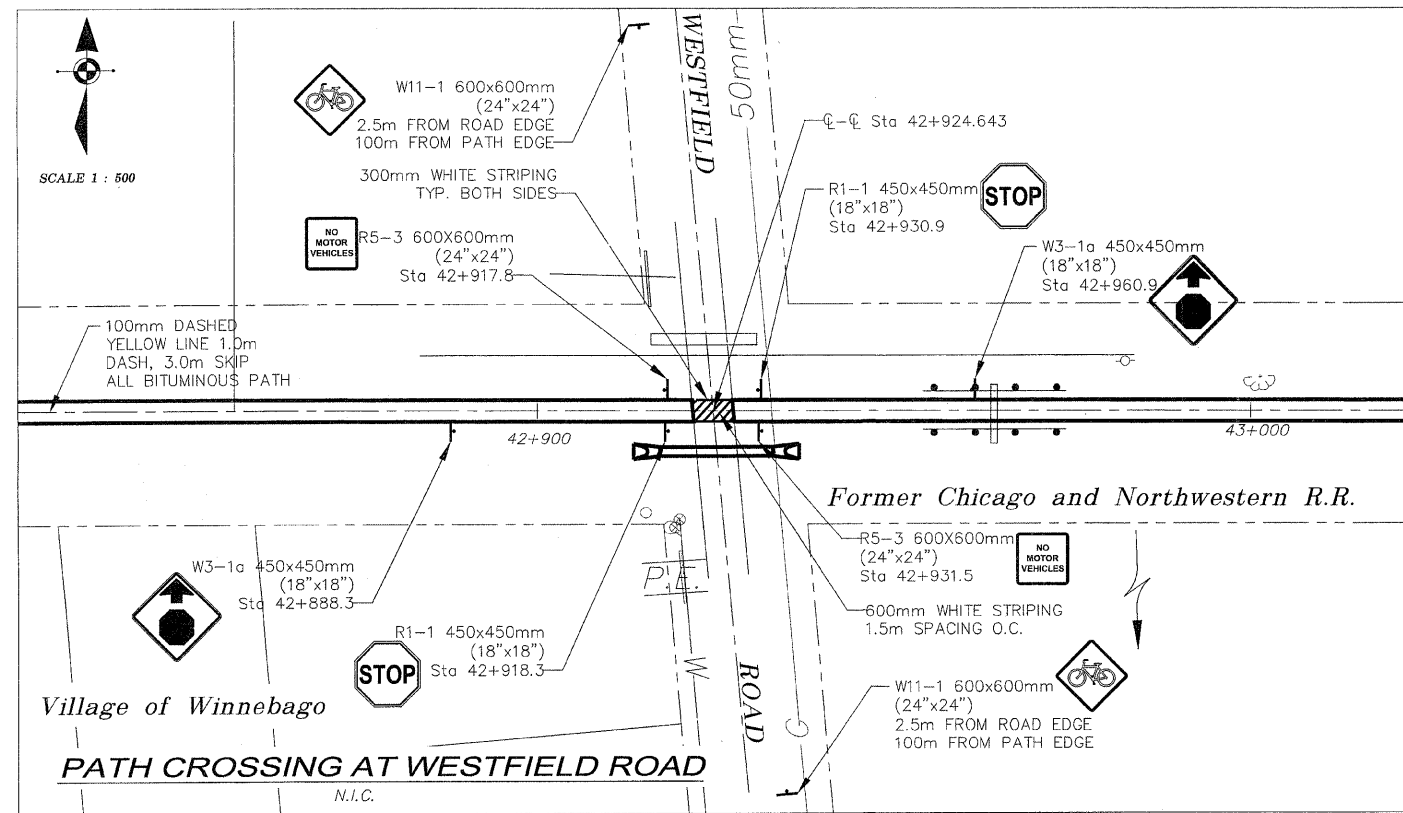 WESTFIELD
50mm
W11-1 600x600mm
(24"x24")
2.5m FROM ROAD EDGE
100m FROM PATH EDGE
SCALE 1 : 500
300mm WHITE STRIPING
TYP. BOTH SIDES
NO
MOTOR
VEHICLES
R5-3 600X600mm
(24"x24")
Sta 42+917.8
℄-℄ Sta 42+924.643
R1-1 450x450mm
(18"x18")
Sta 42+930.9
STOP
W3-1a 450x450mm
(18"x18")
Sta 42+960.9
100mm DASHED
YELLOW LINE 1.0m
DASH, 3.0m SKIP
ALL BITUMINOUS PATH
42+900
43+000
Former Chicago and Northwestern R.R.
R5-3 600X600mm
(24"x24")
Sta 42+931.5
NO
MOTOR
VEHICLES
600mm WHITE STRIPING
1.5m SPACING O.C.
W3-1a 450x450mm
(18"x18")
Sta 42+888.3
P.E.
R1-1 450x450mm
(18"x18")
Sta 42+918.3
STOP
W
ROAD
G
W11-1 600x600mm
(24"x24")
2.5m FROM ROAD EDGE
100m FROM PATH EDGE
Village of Winnebago
PATH CROSSING AT WESTFIELD ROAD
N.I.C.